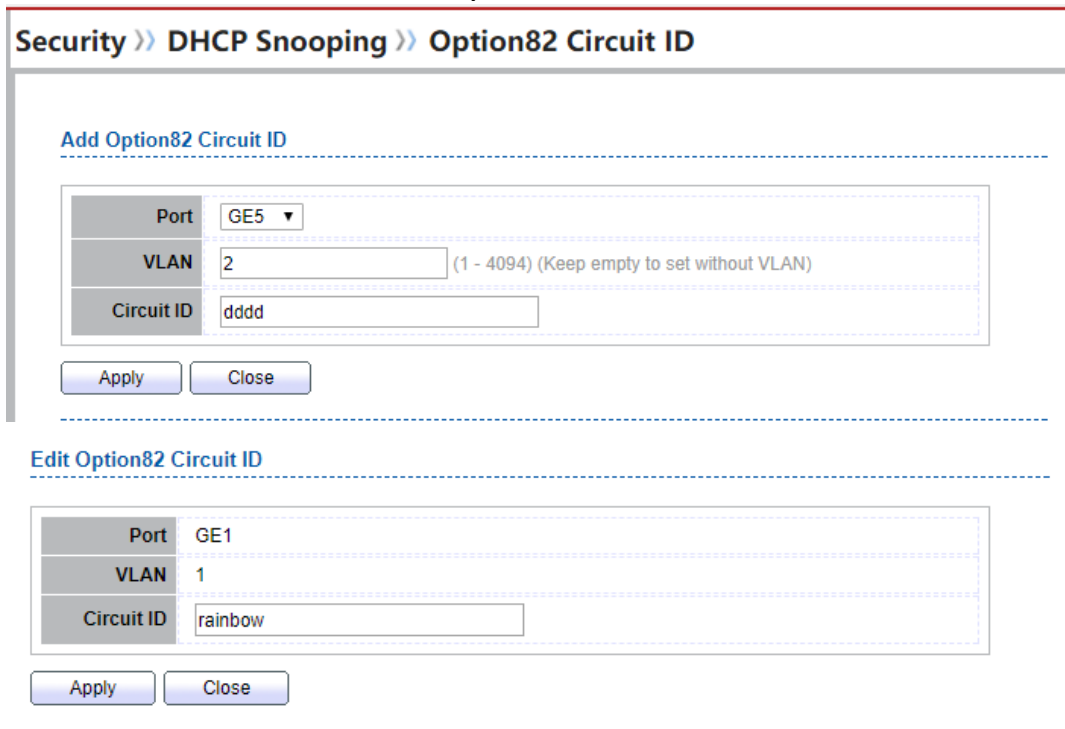 Security 》 DHCP Snooping 》 Option82 Circuit ID
Add Option82 Circuit ID
Port GE5 ▼
VLAN 2 (1 - 4094) (Keep empty to set without VLAN)
Circuit ID dddd
Apply Close
Edit Option82 Circuit ID
Port GE1
VLAN 1
Circuit ID rainbow
Apply Close